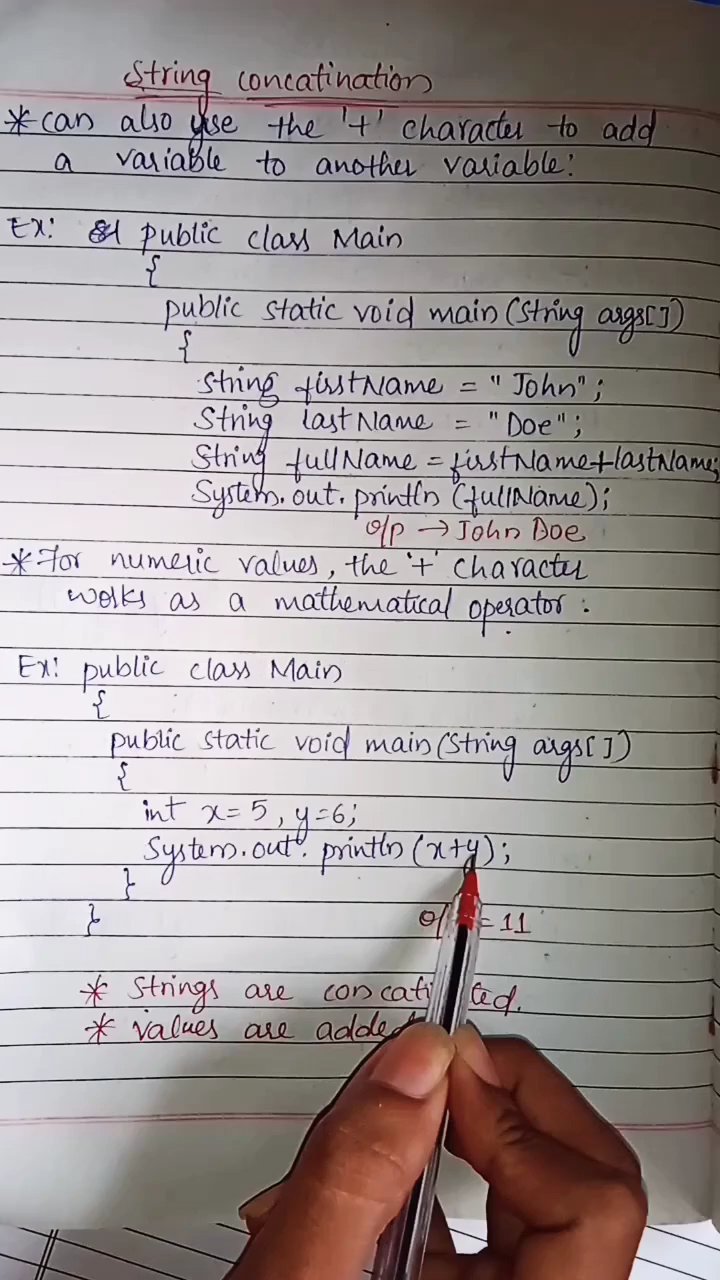 String concatination
* can also use the '+' character to add
a variable to another variable:
Ex: public class Main
{
public static void main(String args[])
{
String firstName = "John";
String lastName = "Doe";
String fullName = firstName+lastName;
System.out.println(fullName);
o/p → John Doe
* For numeric values, the '+' character
works as a mathematical operator:
Ex: public class Main
{
public static void main(String args[])
{
int x=5, y=6;
System.out.println(x+y);
}
}
= 11
* Strings are
* values are added